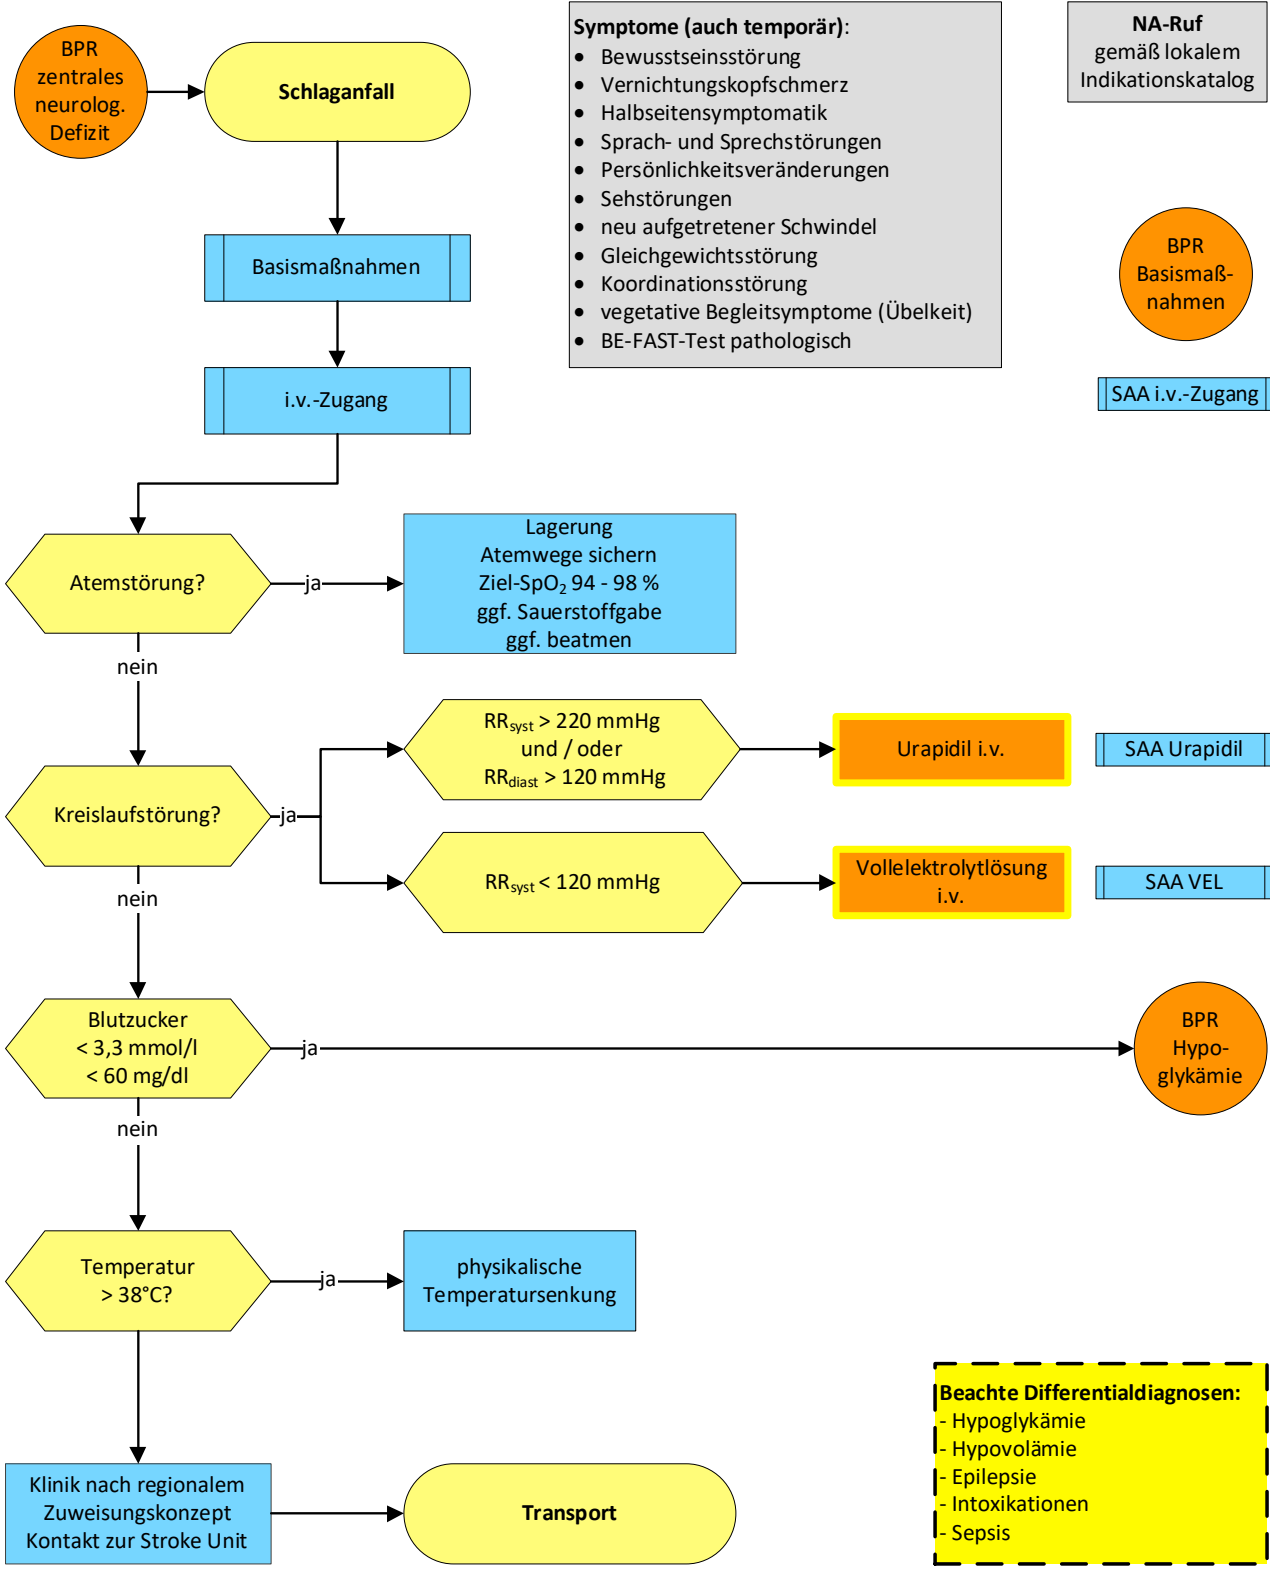 BPR
zentrales
neurolog.
Defizit
Schlaganfall
Symptome (auch temporär):
• Bewusstseinsstörung
• Vernichtungskopfschmerz
• Halbseitensymptomatik
• Sprach- und Sprechstörungen
• Persönlichkeitsveränderungen
• Sehstörungen
• neu aufgetretener Schwindel
• Gleichgewichtsstörung
• Koordinationsstörung
• vegetative Begleitsymptome (Übelkeit)
• BE-FAST-Test pathologisch
NA-Ruf
gemäß lokalem
Indikationskatalog
Basismaßnahmen
BPR
Basismaß-
nahmen
i.v.-Zugang
SAA i.v.-Zugang
Atemstörung?
ja
Lagerung
Atemwege sichern
Ziel-SpO₂ 94 - 98 %
ggf. Sauerstoffgabe
ggf. beatmen
nein
Kreislaufstörung?
ja
RRsyst > 220 mmHg
und / oder
RRdiast > 120 mmHg
Urapidil i.v.
SAA Urapidil
RRsyst < 120 mmHg
Vollelektrolytlösung
i.v.
SAA VEL
nein
Blutzucker
< 3,3 mmol/l
< 60 mg/dl
ja
BPR
Hypo-
glykämie
nein
Temperatur
> 38°C?
ja
physikalische
Temperatursenkung
Klinik nach regionalem
Zuweisungskonzept
Kontakt zur Stroke Unit
Transport
Beachte Differentialdiagnosen:
- Hypoglykämie
- Hypovolämie
- Epilepsie
- Intoxikationen
- Sepsis